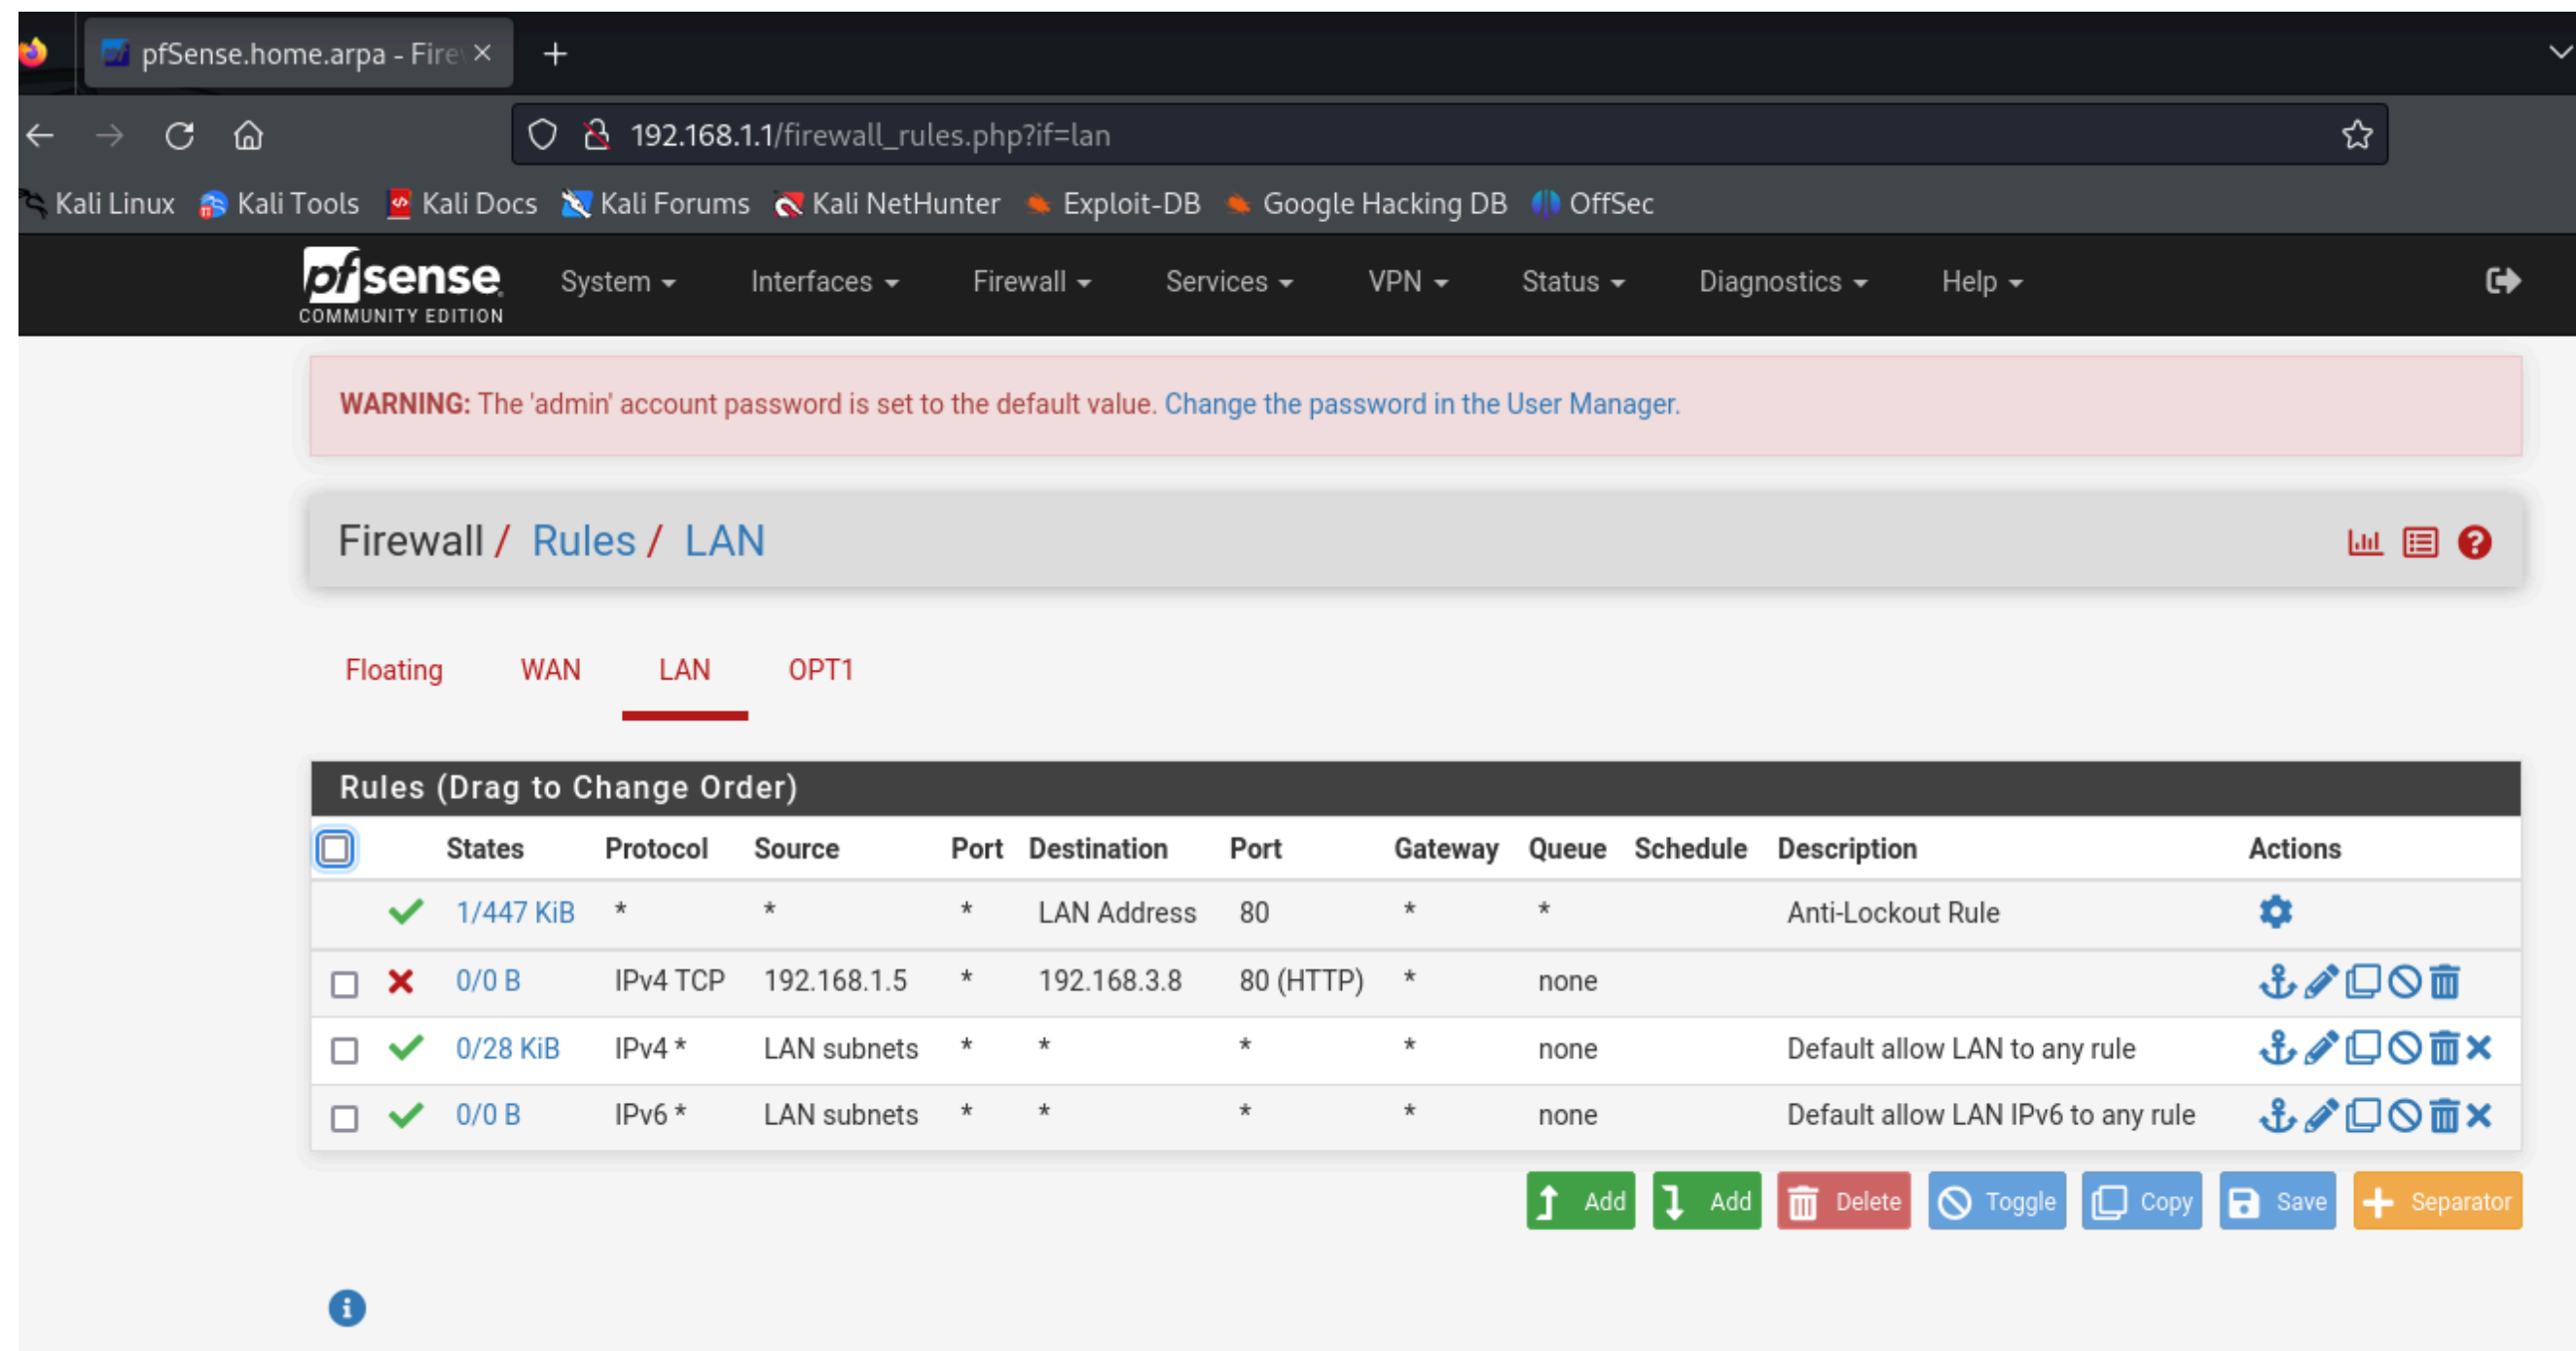 pfSense.home.arpa - Fire
192.168.1.1/firewall_rules.php?if=lan
Kali Linux Kali Tools Kali Docs Kali Forums Kali NetHunter Exploit-DB Google Hacking DB OffSec
pfsense System Interfaces Firewall Services VPN Status Diagnostics Help
COMMUNITY EDITION
WARNING: The 'admin' account password is set to the default value. Change the password in the User Manager.
Firewall / Rules / LAN
Floating WAN LAN OPT1
Rules (Drag to Change Order)
States Protocol Source Port Destination Port Gateway Queue Schedule Description Actions
1/447 KiB * * * LAN Address 80 * * Anti-Lockout Rule
0/0 B IPv4 TCP 192.168.1.5 * 192.168.3.8 80 (HTTP) * none
0/28 KiB IPv4 * LAN subnets * * * * none Default allow LAN to any rule
0/0 B IPv6 * LAN subnets * * * * none Default allow LAN IPv6 to any rule
Add Add Delete Toggle Copy Save Separator